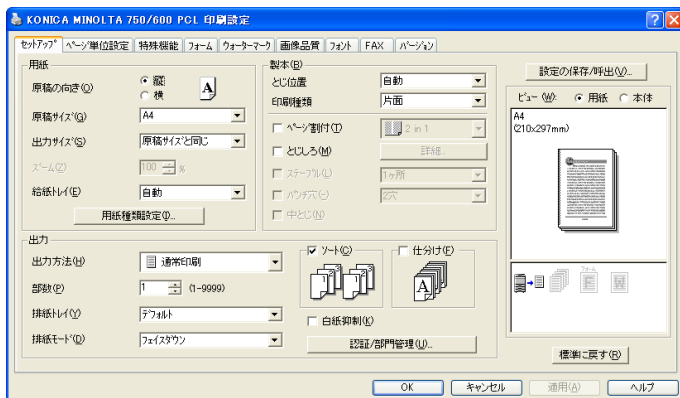 KONICA MINOLTA 750/600 PCL 印刷設定
セットアップ ページ単位設定 特殊機能 フォーム ウォーターマーク 画像品質 フォント FAX バージョン
用紙
原稿の向き(O) 縦
横
A
原稿サイズ(G) A4
出力サイズ(S) 原稿サイズと同じ
ズーム(Z) 100 %
給紙トレイ(E) 自動
用紙種類設定(I)...
製本(B)
とじ位置 自動
印刷種類 片面
ページ割付(T) 2 in 1
とじしろ(M) 詳細...
ステープル(L) 1ヶ所
パンチ穴(-) 2穴
中とじ(N)
設定の保存/呼出(V)...
ビュー(W): 用紙 本体
A4
(210x297mm)
出力
出力方法(H) 通常印刷
部数(P) 1 (1-9999)
排紙トレイ(Y) デフォルト
排紙モード(D) フェイスダウン
ソート(C) 仕分け(F)
1 2 1 2
A
白紙抑制(K)
認証/部門管理(U)...
フォーム
標準に戻す(R)
OK キャンセル 適用(A) ヘルプ